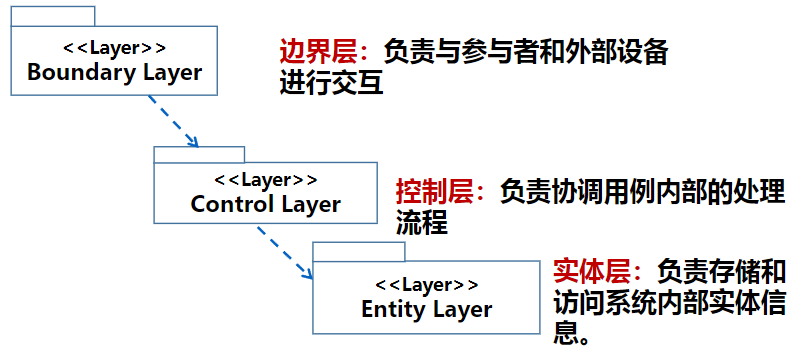 <<Layer>>
Boundary Layer
边界层：负责与参与者和外部设备
进行交互
<<Layer>>
Control Layer
控制层：负责协调用例内部的处理
流程
<<Layer>>
Entity Layer
实体层：负责存储和
访问系统内部实体信
息。